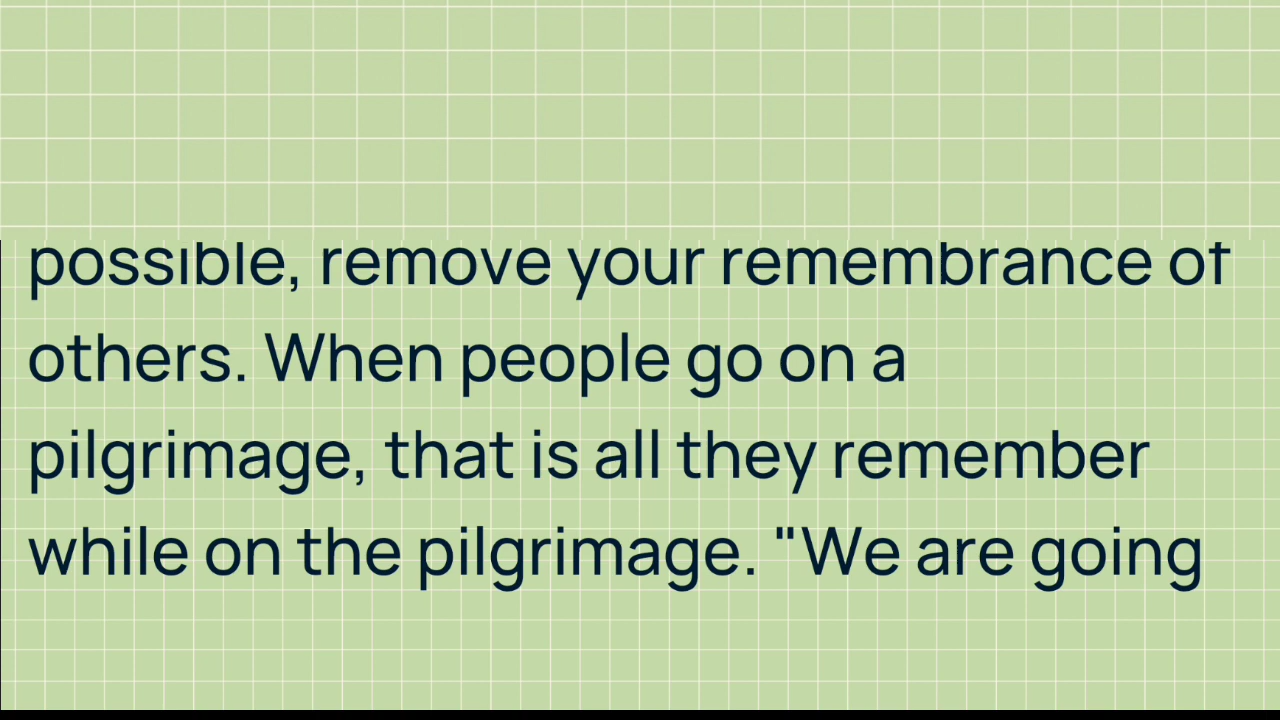 possible, remove your remembrance of
others. When people go on a
pilgrimage, that is all they remember
while on the pilgrimage. "We are going